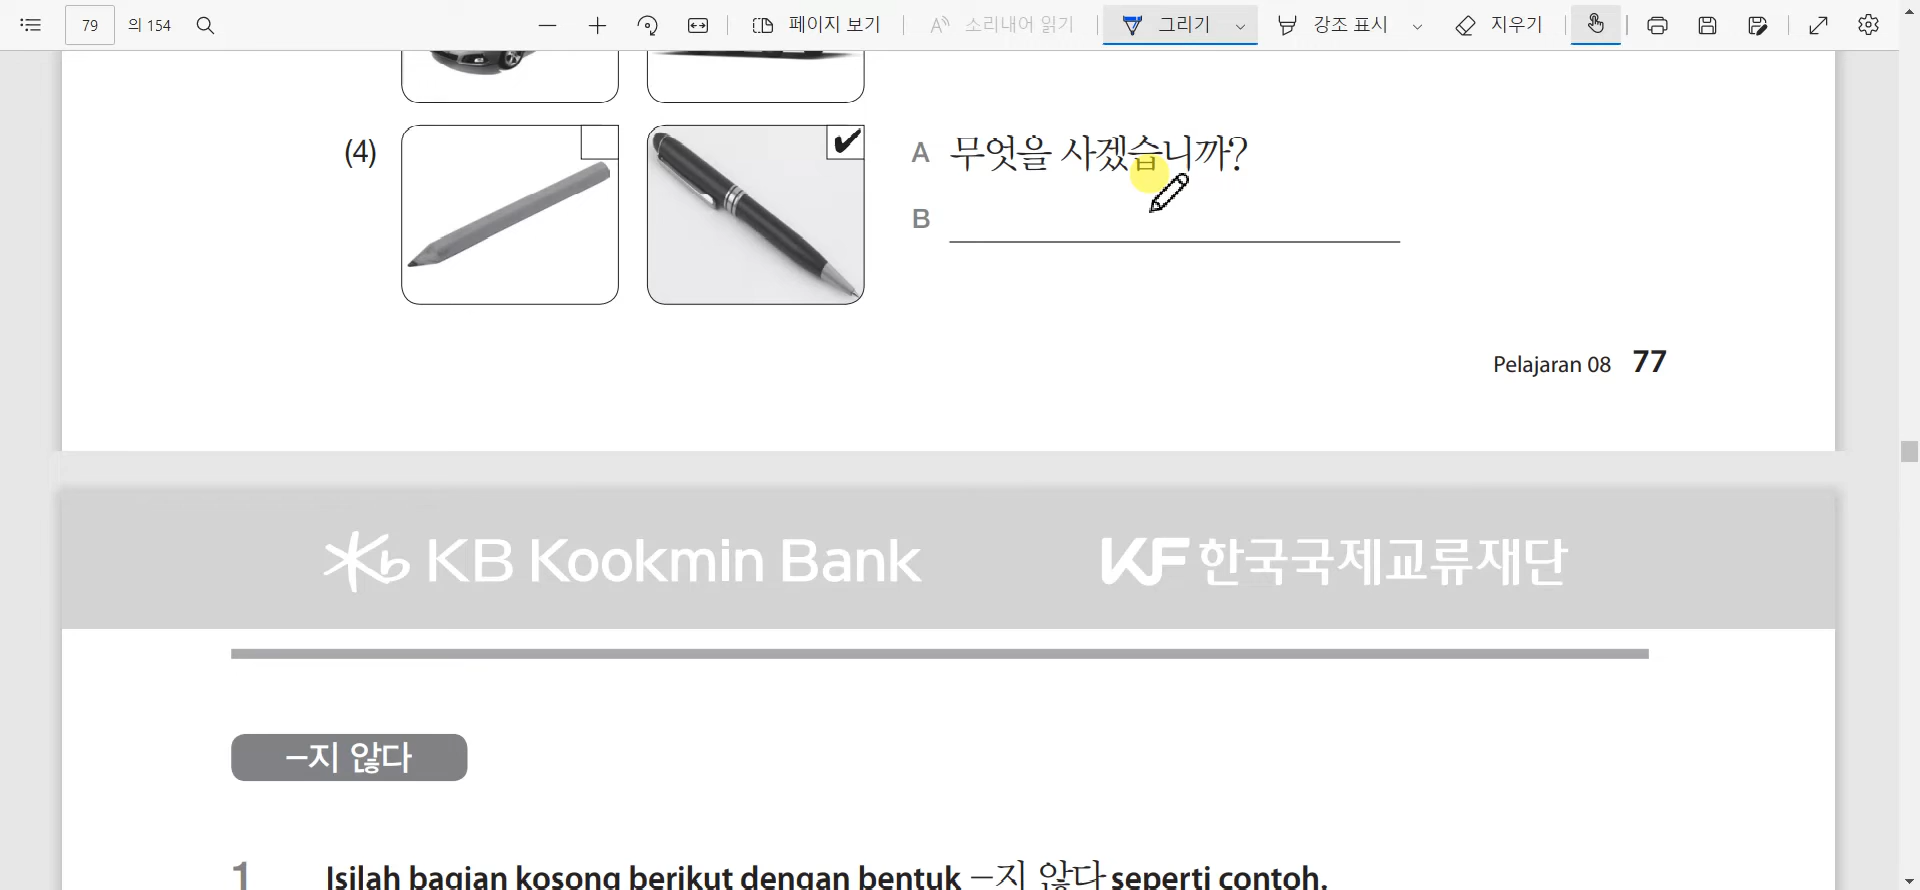 79 의 154 페이지 보기 소리내어 읽기 그리기 강조 표시 지우기
(4)
A 무엇을 사겠습니까?
B
Pelajaran 08 77
Kb KB Kookmin Bank KF 한국국제교류재단
–지 않다
1 Isilah bagian kosong berikut dengan bentuk –지 않다 seperti contoh.